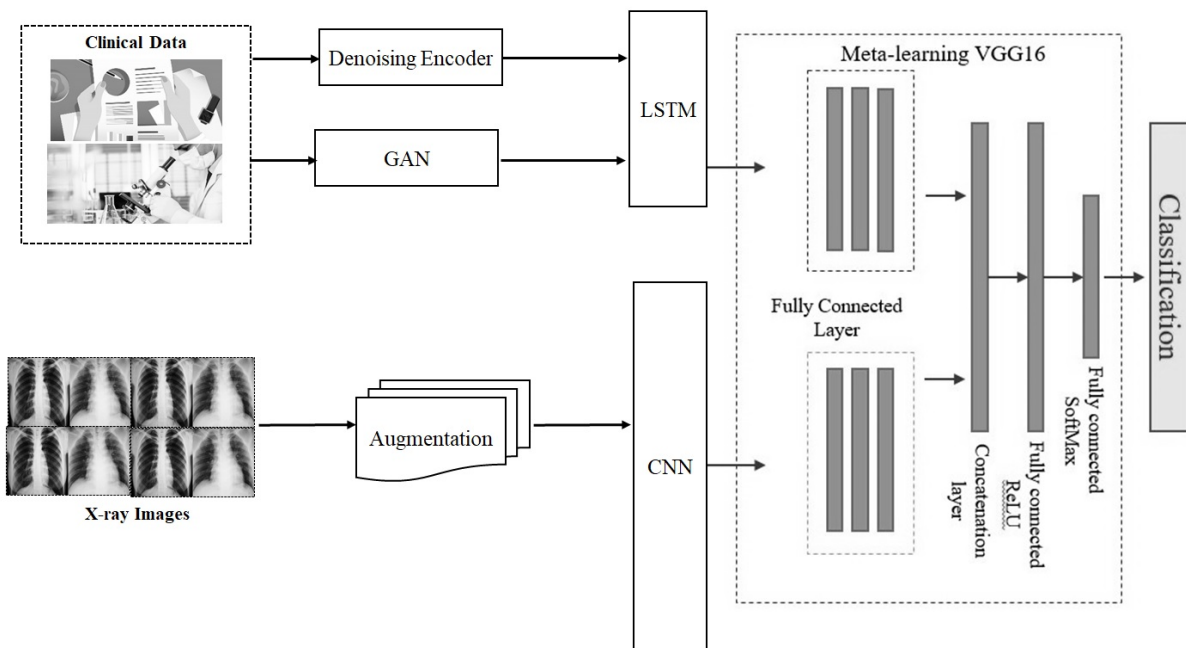 Clinical Data
Denoising Encoder
GAN
LSTM
X-ray Images
Augmentation
CNN
Meta-learning VGG16
Fully Connected
Layer
Concatenation
layer
Fully connected
ReLU
Fully connected
SoftMax
Classification